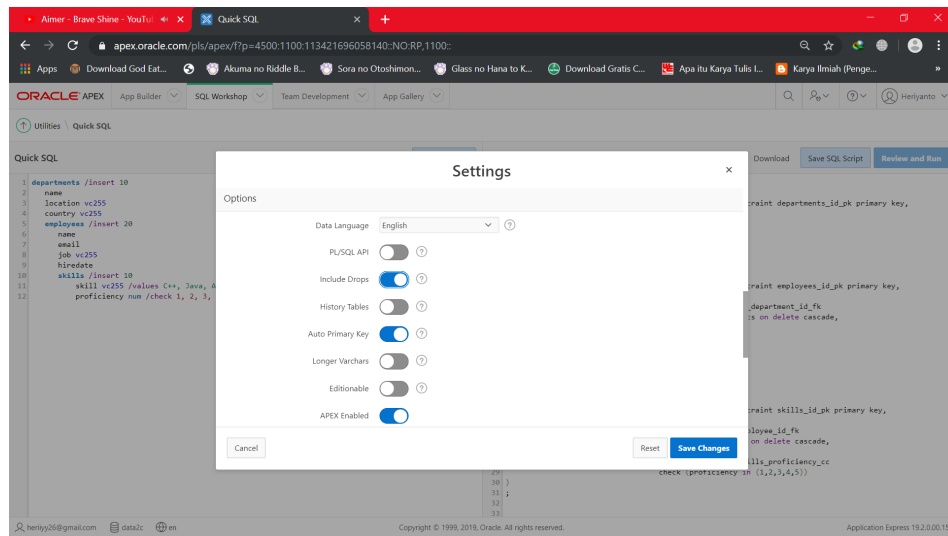 Aimer - Brave Shine - YouTu
Quick SQL
apex.oracle.com/pls/apex/f?p=4500:1100:113421696058140::NO:RP,1100::
Apps Download God Eat... Akuma no Riddle B... Sora no Otoshimon... Glass no Hana to K... Download Gratis C... Apa itu Karya Tulis I... Karya Ilmiah (Penge... »
ORACLE APEX App Builder SQL Workshop Team Development App Gallery Heriyanto
Utilities \ Quick SQL
Quick SQL
Download Save SQL Script Review and Run
1 departments /insert 10
2 name
3 location vc255
4 country vc255
5 employees /insert 20
6 name
7 email
8 job vc255
9 hiredate
10 skills /insert 10
11 skill vc255 /values C++, Java, A
12 proficiency num /check 1, 2, 3,
Settings
Options
Data Language English
PL/SQL API
Include Drops
History Tables
Auto Primary Key
Longer Varchars
Editionable
APEX Enabled
Cancel Reset Save Changes
traint departments_id_pk primary key,
traint employees_id_pk primary key,
_department_id_fk
ts on delete cascade,
traint skills_id_pk primary key,
ployee_id_fk
on delete cascade,
ills_proficiency_cc
29 check (proficiency in (1,2,3,4,5))
30 )
31 ;
32
33
heriyy26@gmail.com data2c en
Copyright © 1999, 2019, Oracle. All rights reserved.
Application Express 19.2.0.00.15